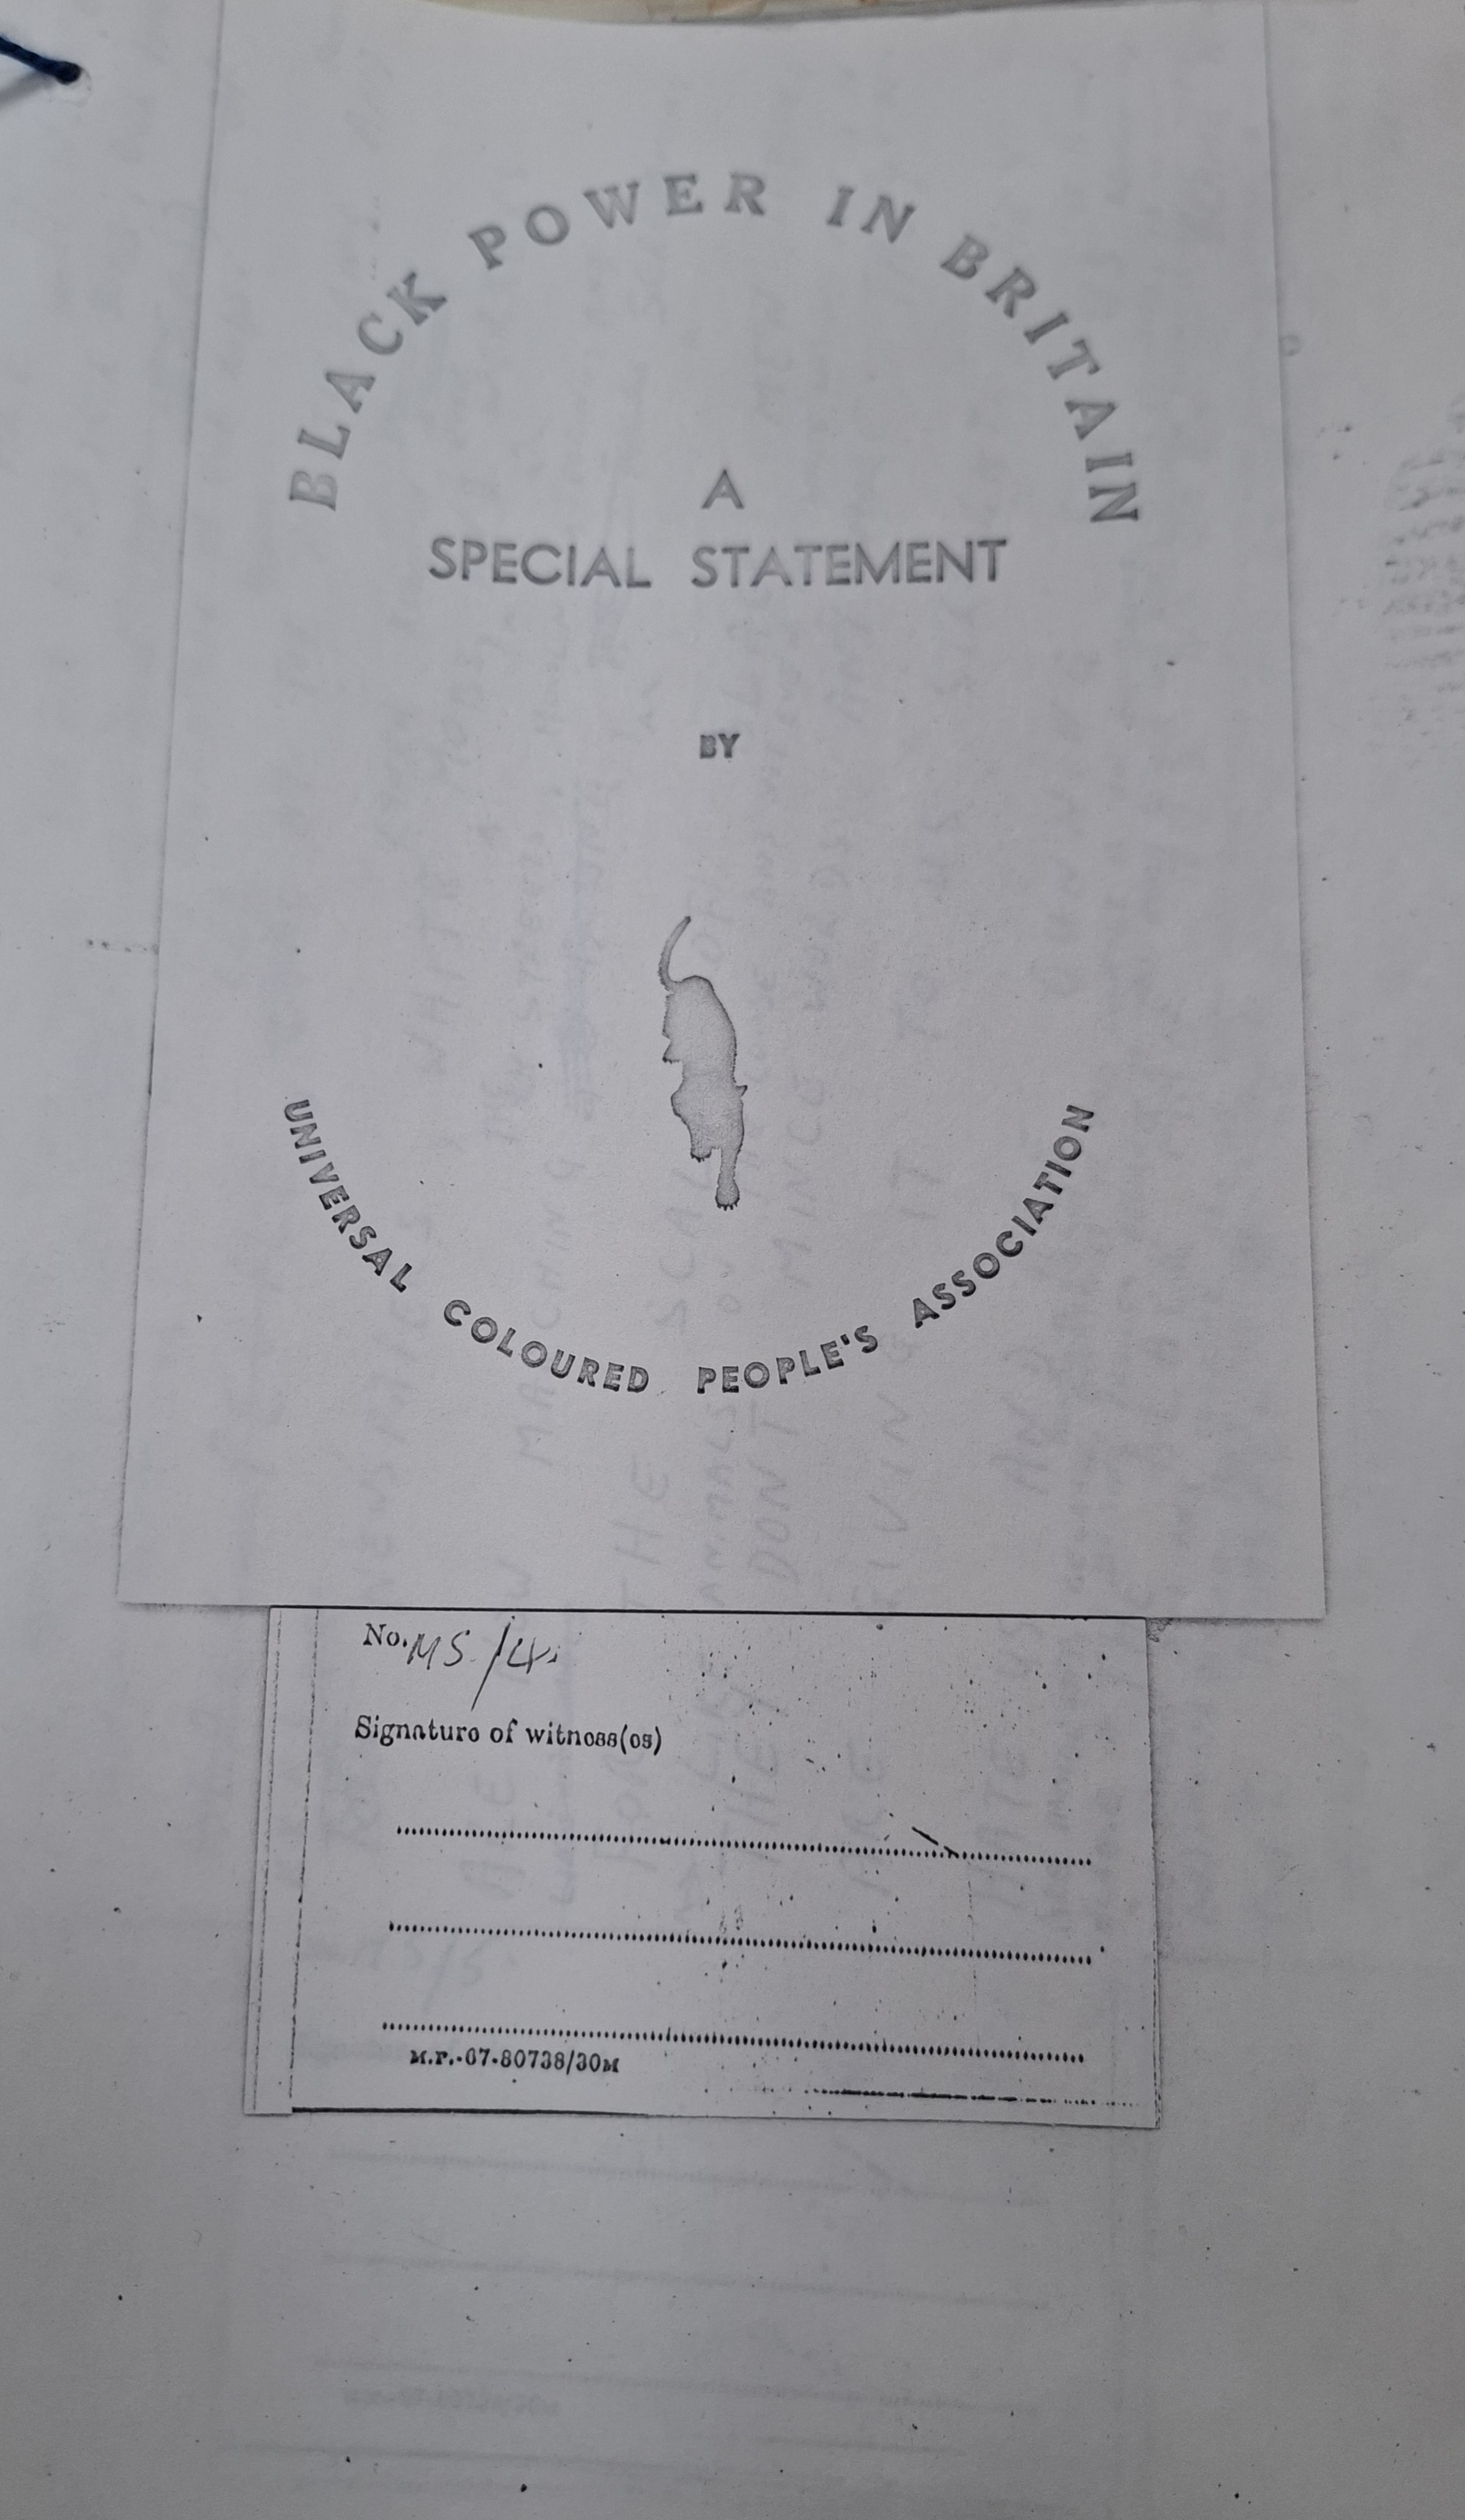 BLACK POWER IN BRITAIN
A
SPECIAL STATEMENT
BY
UNIVERSAL COLOURED PEOPLE'S ASSOCIATION
No. MS/4.
Signature of witness(es)
M.P.-67-80738/30M